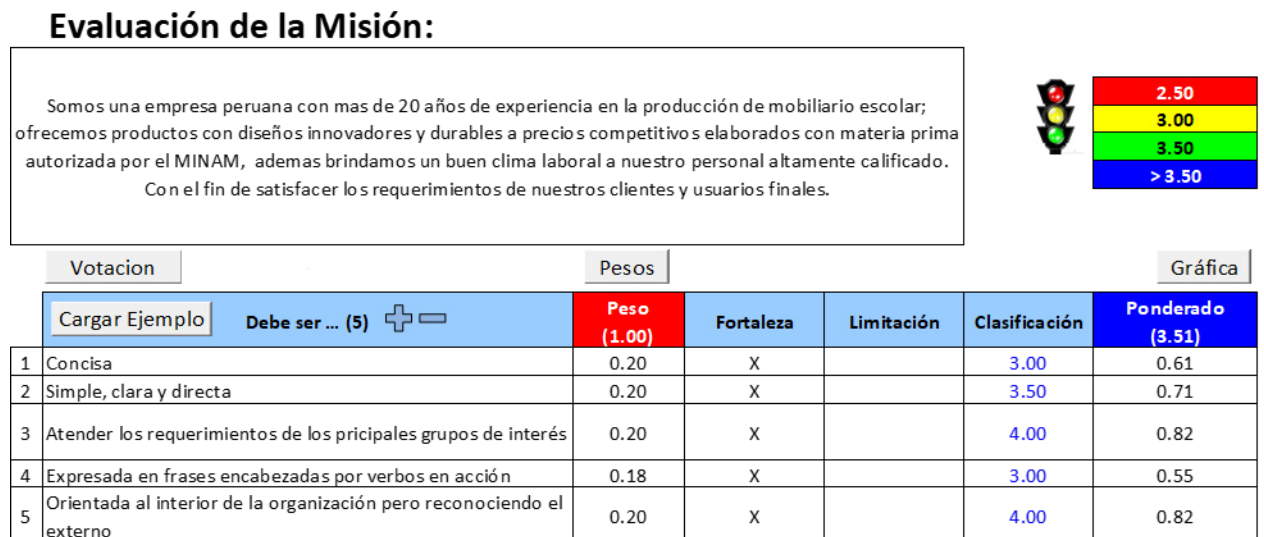 Evaluación de la Misión:
Somos una empresa peruana con mas de 20 años de experiencia en la producción de mobiliario escolar;
ofrecemos productos con diseños innovadores y durables a precios competitivos elaborados con materia prima
autorizada por el MINAM, ademas brindamos un buen clima laboral a nuestro personal altamente calificado.
Con el fin de satisfacer los requerimientos de nuestros clientes y usuarios finales.
2.50
3.00
3.50
> 3.50
Votacion Pesos Gráfica
Cargar Ejemplo Debe ser ... (5) Peso (1.00) Fortaleza Limitación Clasificación Ponderado (3.51)
1 Concisa 0.20 X 3.00 0.61
2 Simple, clara y directa 0.20 X 3.50 0.71
3 Atender los requerimientos de los pricipales grupos de interés 0.20 X 4.00 0.82
4 Expresada en frases encabezadas por verbos en acción 0.18 X 3.00 0.55
5 Orientada al interior de la organización pero reconociendo el
externo 0.20 X 4.00 0.82